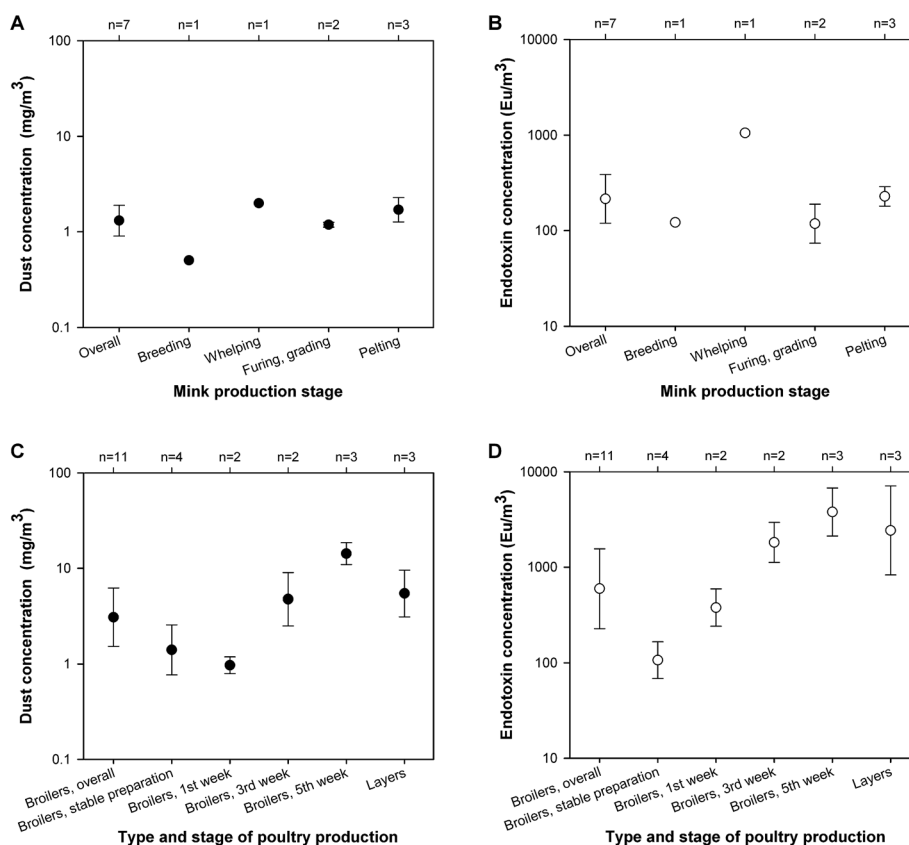 A
n=7 n=1 n=1 n=2 n=3
100
10
1
0.1
Dust concentration (mg/m³)
Overall
Breeding
Whelping
Furing, grading
Pelting
Mink production stage
B
n=7 n=1 n=1 n=2 n=3
10000
1000
100
10
Endotoxin concentration (Eu/m³)
Overall
Breeding
Whelping
Furing, grading
Pelting
Mink production stage
C
n=11 n=4 n=2 n=2 n=3 n=3
100
10
1
0.1
Dust concentration (mg/m³)
Broilers, overall
Broilers, stable preparation
Broilers, 1st week
Broilers, 3rd week
Broilers, 5th week
Layers
Type and stage of poultry production
D
n=11 n=4 n=2 n=2 n=3 n=3
10000
1000
100
10
Endotoxin concentration (Eu/m³)
Broilers, overall
Broilers, stable preparation
Broilers, 1st week
Broilers, 3rd week
Broilers, 5th week
Layers
Type and stage of poultry production